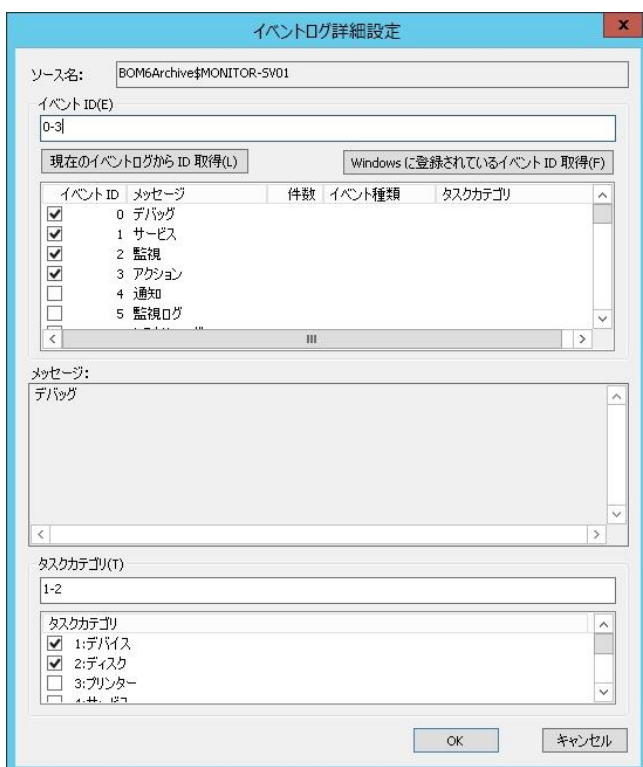 イベントログ詳細設定
x
ソース名: BOM6Archive$MONITOR-SV01
イベント ID(E)
0-3
現在のイベントログから ID 取得(L) Windows に登録されているイベント ID 取得(F)
イベント ID メッセージ 件数 イベント種類 タスクカテゴリ
0 デバッグ
1 サービス
2 監視
3 アクション
4 通知
5 監視ログ
メッセージ:
デバッグ
タスクカテゴリ(T)
1-2
タスクカテゴリ
1:デバイス
2:ディスク
3:プリンター
OK キャンセル